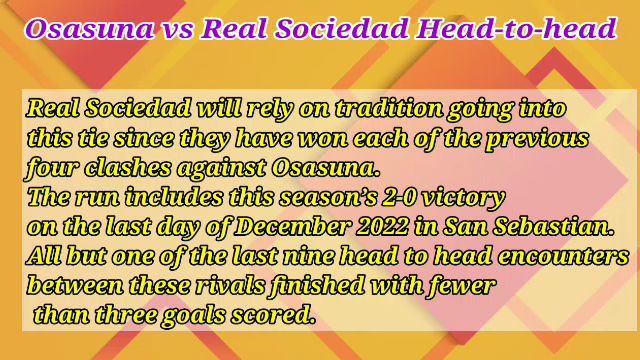 Osasuna vs Real Sociedad Head-to-head
Real Sociedad will rely on tradition going into
this tie since they have won each of the previous
four clashes against Osasuna.
The run includes this season’s 2-0 victory
on the last day of December 2022 in San Sebastian.
All but one of the last nine head to head encounters
between these rivals finished with fewer
than three goals scored.